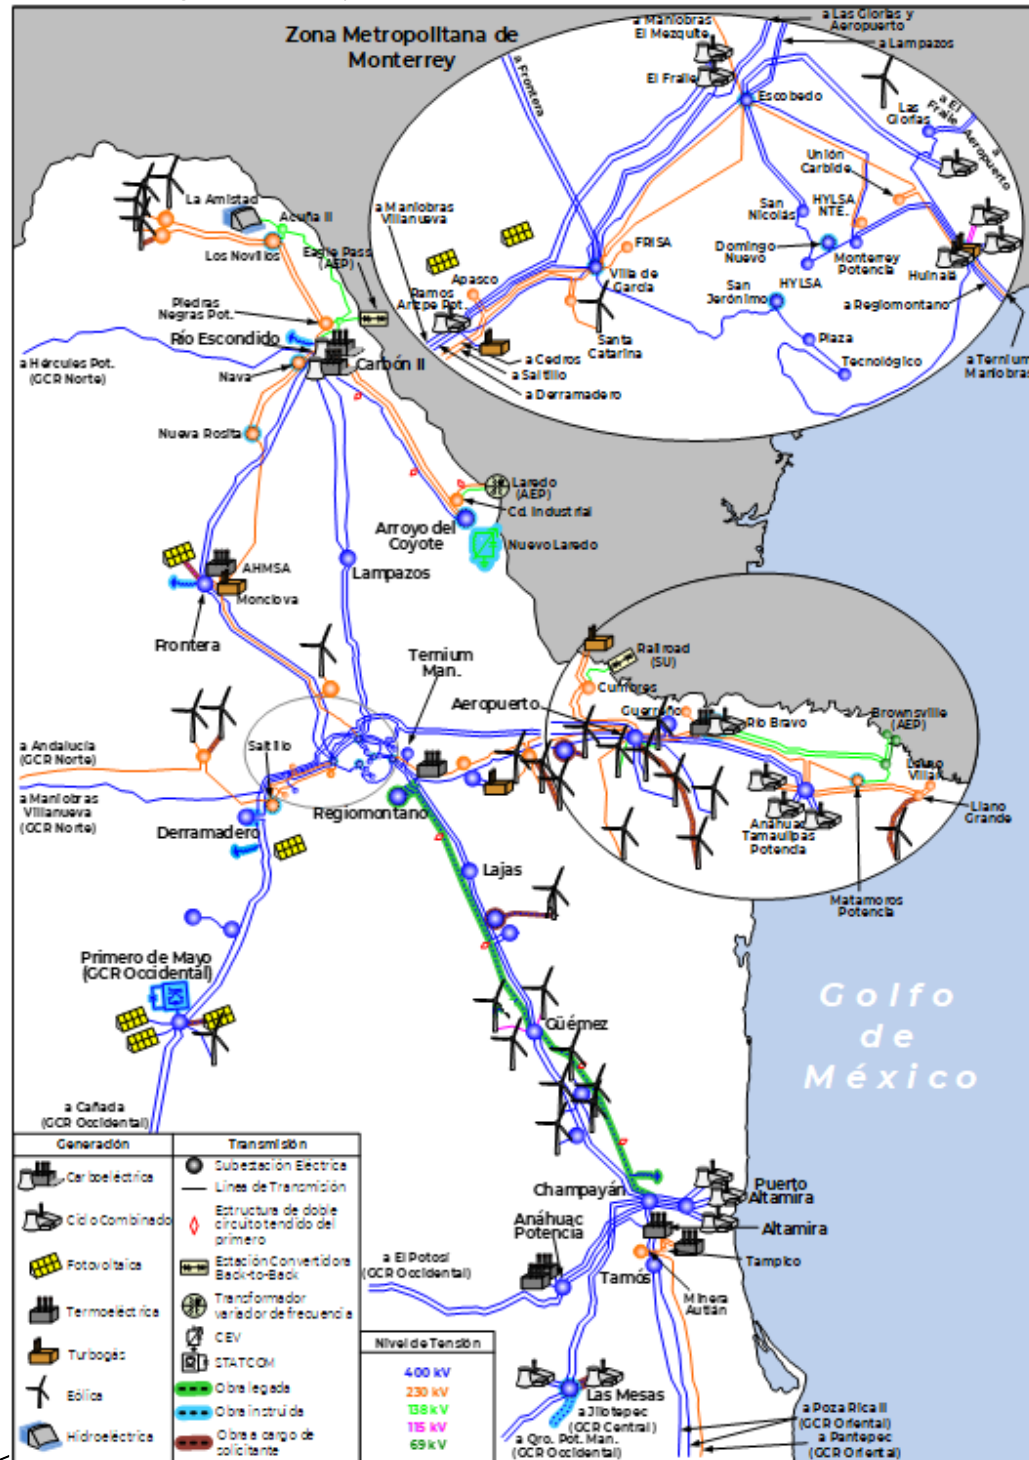 Zona Metropolitana de
Monterrey
a Maniobras
El Mezquite
a Las Glorias y
Aeropuerto
a Lampazos
a Frontera
El Fraile
Escobedo
Las
Glorias
a El
Fraile
a
Aeropuerto
Unión
Carbide
a Maniobras
Villanueva
San
Nicolás
HYLSA
NTE.
FRISA
Domingo
Nuevo
Monterrey
Potencia
Huinalá
Apasco
Villa de
García
HYLSA
Ramos
Arizpe Pot.
San
Jerónimo
a Regiomontano
Santa
Catarina
Plaza
a Cedros
a Saltillo
a Derramadero
Tecnológico
a Ternium
Maniobras
La Amistad
Acuña II
Los Novillos
Eagle Pass
(AEP)
Piedras
Negras Pot.
Río Escondido
a Hércules Pot.
(GCR Norte)
Nava
Carbón II
Nueva Rosita
Laredo
(AEP)
Cd. Industrial
Arroyo del
Coyote
Nuevo Laredo
AHMSA
Lampazos
Monclova
Frontera
Ternium
Man.
Railroad
(SU)
Cumbres
Aeropuerto
Guerreño
Río Bravo
Brownsville
(AEP)
a Andalucía
(GCR Norte)
Saltillo
a Maniobras
Villanueva
(GCR Norte)
Derramadero
Regiomontano
Llano
Grande
Anáhuac
Tamaulipas
Potencia
Lajas
Matamoros
Potencia
Primero de Mayo
(GCR Occidental)
Güémez
Golfo
de
México
a Cañada
(GCR Occidental)
Generación
Transmisión
Carboeléctrica
Ciclo Combinado
Fotovoltaica
Termoeléctrica
Turbogás
Eólica
Hidroeléctrica
Subestación Eléctrica
Línea de Transmisión
Estructura de doble
circuito tendido del
primero
Estación Convertidora
Back-to-Back
Transformador
variador de frecuencia
CEV
STATCOM
Obra legada
Obra instruida
Obra a cargo de
solicitante
Champayán
Puerto
Altamira
Anáhuac
Potencia
Altamira
a El Potosí
(GCR Occidental)
Tampico
Tamós
Minera
Autlán
Nivel de Tensión
400 kV
230 kV
138 kV
115 kV
69 kV
Las Mesas
a Jilotepec
(GCR Central)
a Qro. Pot. Man.
(GCR Occidental)
a Poza Rica II
(GCR Oriental)
a Pantepec
(GCR Oriental)